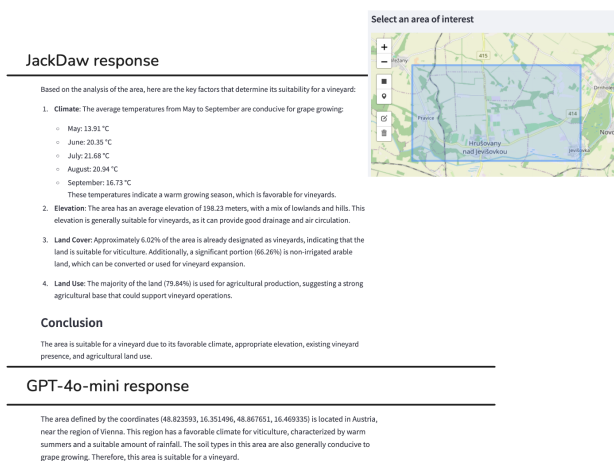 Select an area of interest
+
−
415
Pravice
Hrušovany
nad Jevišovkou
414
JackDaw response
Based on the analysis of the area, here are the key factors that determine its suitability for a vineyard:
1. Climate: The average temperatures from May to September are conducive for grape growing:
○ May: 13.91 °C
○ June: 20.35 °C
○ July: 21.68 °C
○ August: 20.94 °C
○ September: 16.73 °C
These temperatures indicate a warm growing season, which is favorable for vineyards.
2. Elevation: The area has an average elevation of 198.23 meters, with a mix of lowlands and hills. This
elevation is generally suitable for vineyards, as it can provide good drainage and air circulation.
3. Land Cover: Approximately 6.02% of the area is already designated as vineyards, indicating that the
land is suitable for viticulture. Additionally, a significant portion (66.26%) is non-irrigated arable
land, which can be converted or used for vineyard expansion.
4. Land Use: The majority of the land (79.84%) is used for agricultural production, suggesting a strong
agricultural base that could support vineyard operations.
Conclusion
The area is suitable for a vineyard due to its favorable climate, appropriate elevation, existing vineyard
presence, and agricultural land use.
GPT-4o-mini response
The area defined by the coordinates (48.823593, 16.351496, 48.867651, 16.469335) is located in Austria,
near the region of Vienna. This region has a favorable climate for viticulture, characterized by warm
summers and a suitable amount of rainfall. The soil types in this area are also generally conducive to
grape growing. Therefore, this area is suitable for a vineyard.